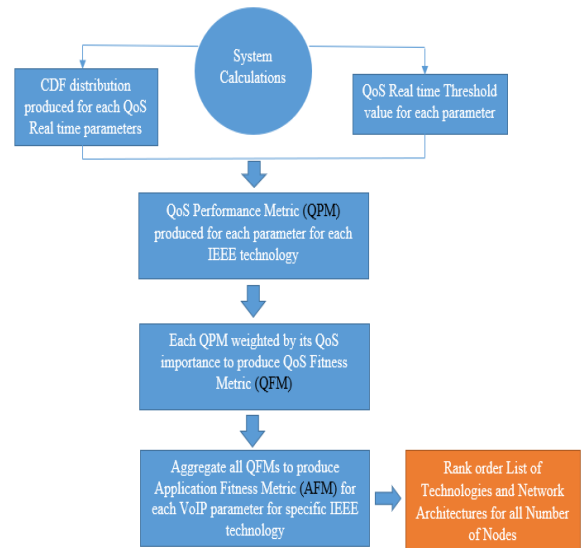 System
Calculations
CDF distribution
produced for each QoS
Real time parameters
QoS Real time Threshold
value for each parameter
QoS Performance Metric (QPM)
produced for each parameter for each
IEEE technology
Each QPM weighted by its QoS
importance to produce QoS Fitness
Metric (QFM)
Aggregate all QFMs to produce
Application Fitness Metric (AFM) for
each VoIP parameter for specific IEEE
technology
Rank order List of
Technologies and Network
Architectures for all Number
of Nodes